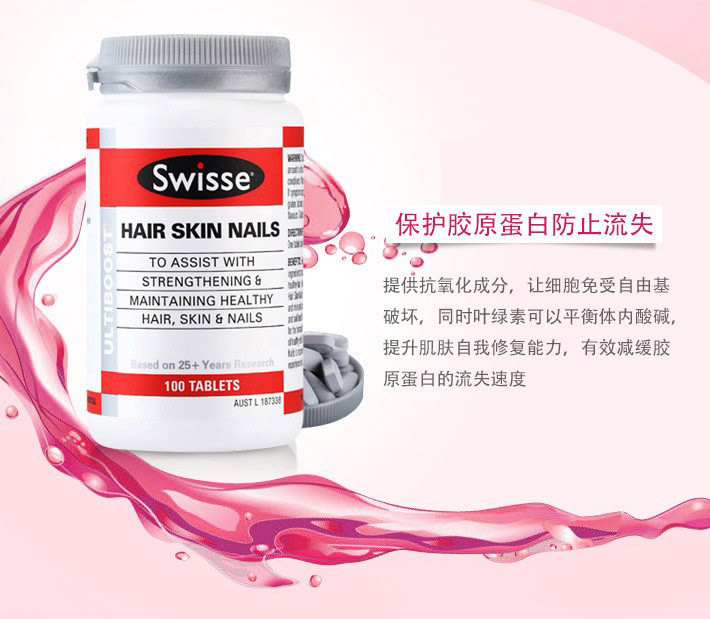 Swisse
HAIR SKIN NAILS
TO ASSIST WITH
STRENGTHENING &
MAINTAINING HEALTHY
HAIR, SKIN & NAILS
ULTIBOOST
Based on 25+ Years Research
100 TABLETS
AUST L 187338
保护胶原蛋白防止流失
提供抗氧化成分，让细胞免受自由基
破坏，同时叶绿素可以平衡体内酸碱，
提升肌肤自我修复能力，有效减缓胶
原蛋白的流失速度